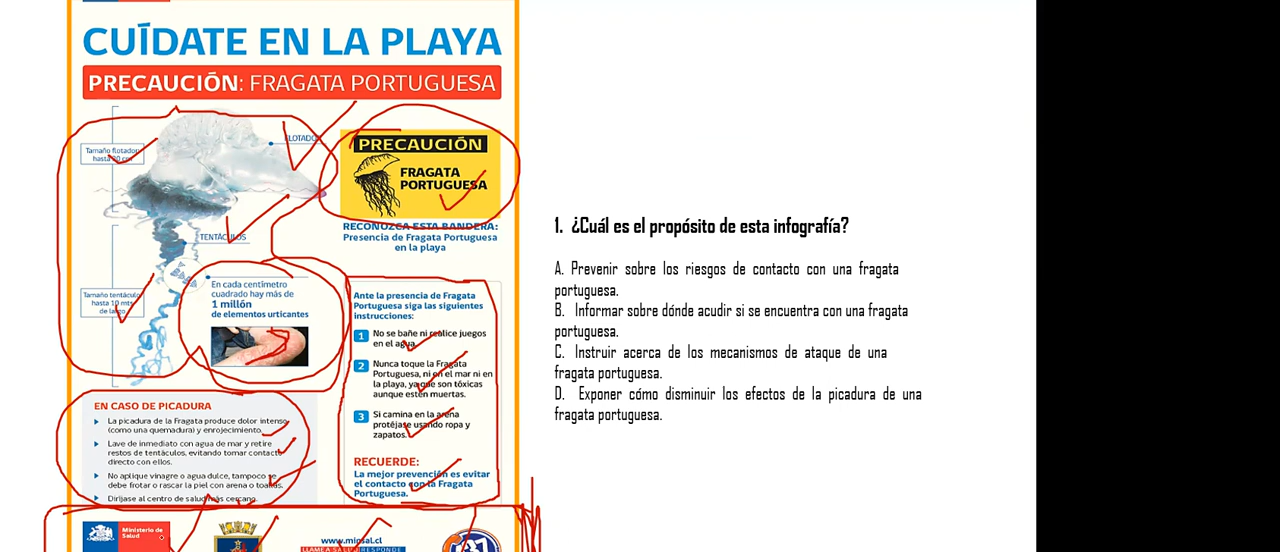 CUÍDATE EN LA PLAYA
PRECAUCIÓN: FRAGATA PORTUGUESA
FLOTADOR
Tamaño flotador
hasta 30 cm
TENTÁCULOS
Tamaño tentáculo
hasta 10 mts
de largo
PRECAUCIÓN
FRAGATA
PORTUGUESA
RECONOZCA ESTA BANDERA:
Presencia de Fragata Portuguesa
en la playa
En cada centímetro
cuadrado hay más de
1 millón
de elementos urticantes
Ante la presencia de Fragata
Portuguesa siga las siguientes
instrucciones:
1 No se bañe ni realice juegos
en el agua.
2 Nunca toque la Fragata
Portuguesa, ni en el mar ni en
la playa, ya que son tóxicas
aunque estén muertas.
3 Si camina en la arena
protéjase usando ropa y
zapatos.
RECUERDE:
La mejor prevención es evitar
el contacto con la Fragata
Portuguesa.
EN CASO DE PICADURA
La picadura de la Fragata produce dolor intenso
(como una quemadura) y enrojecimiento.
Lave de inmediato con agua de mar y retire
restos de tentáculos, evitando tomar contacto
directo con ellos.
No aplique vinagre o agua dulce, tampoco se
debe frotar o rascar la piel con arena o toallas.
Diríjase al centro de salud más cercano.
Ministerio de
Salud
www.minsal.cl
LLAME A SALUD RESPONDE
1. ¿Cuál es el propósito de esta infografía?
A. Prevenir sobre los riesgos de contacto con una fragata
portuguesa.
B. Informar sobre dónde acudir si se encuentra con una fragata
portuguesa.
C. Instruir acerca de los mecanismos de ataque de una
fragata portuguesa.
D. Exponer cómo disminuir los efectos de la picadura de una
fragata portuguesa.